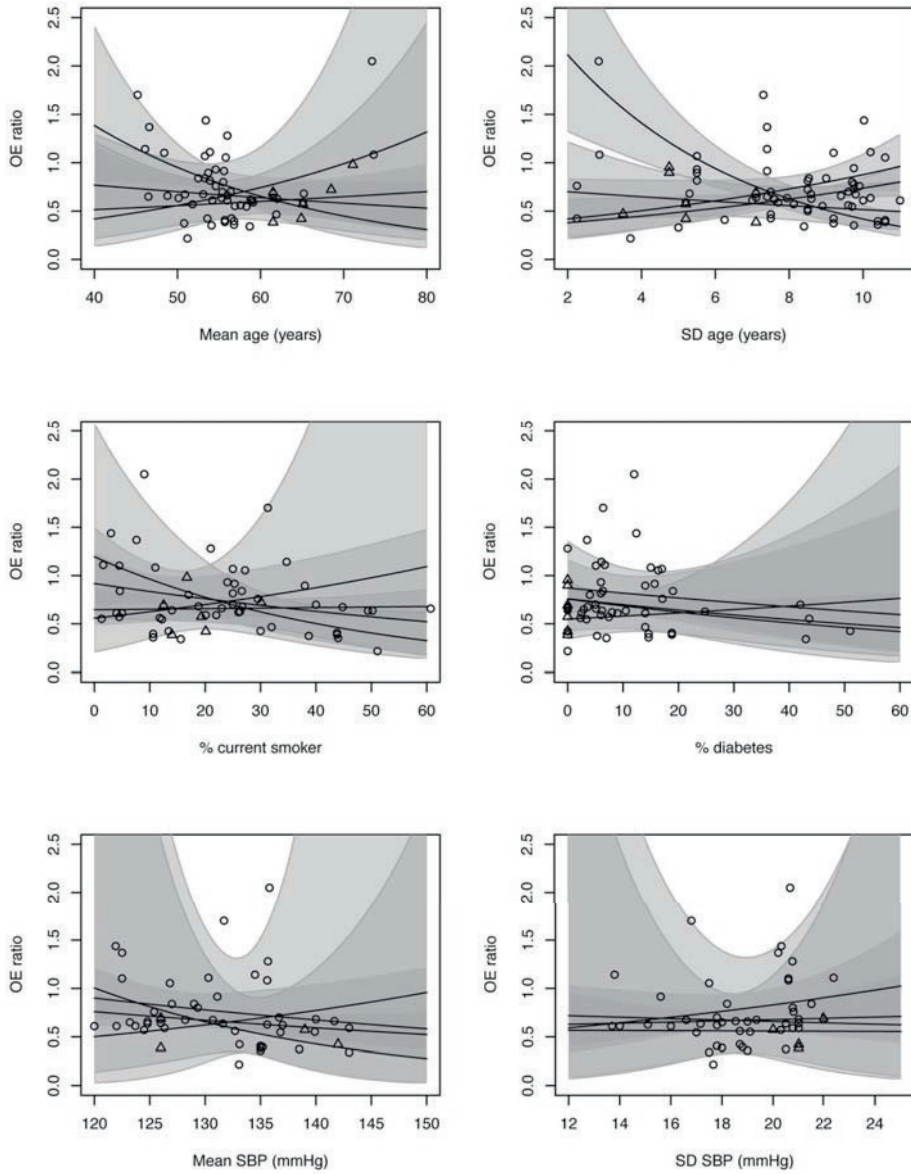 2.5
2.0
1.5
1.0
0.5
0.0
OE ratio
40 50 60 70 80
Mean age (years)
2.5
2.0
1.5
1.0
0.5
0.0
OE ratio
2 4 6 8 10
SD age (years)
2.5
2.0
1.5
1.0
0.5
0.0
OE ratio
0 10 20 30 40 50 60
% current smoker
2.5
2.0
1.5
1.0
0.5
0.0
OE ratio
0 10 20 30 40 50 60
% diabetes
2.5
2.0
1.5
1.0
0.5
0.0
OE ratio
120 125 130 135 140 145 150
Mean SBP (mmHg)
2.5
2.0
1.5
1.0
0.5
0.0
OE ratio
12 14 16 18 20 22 24
SD SBP (mmHg)